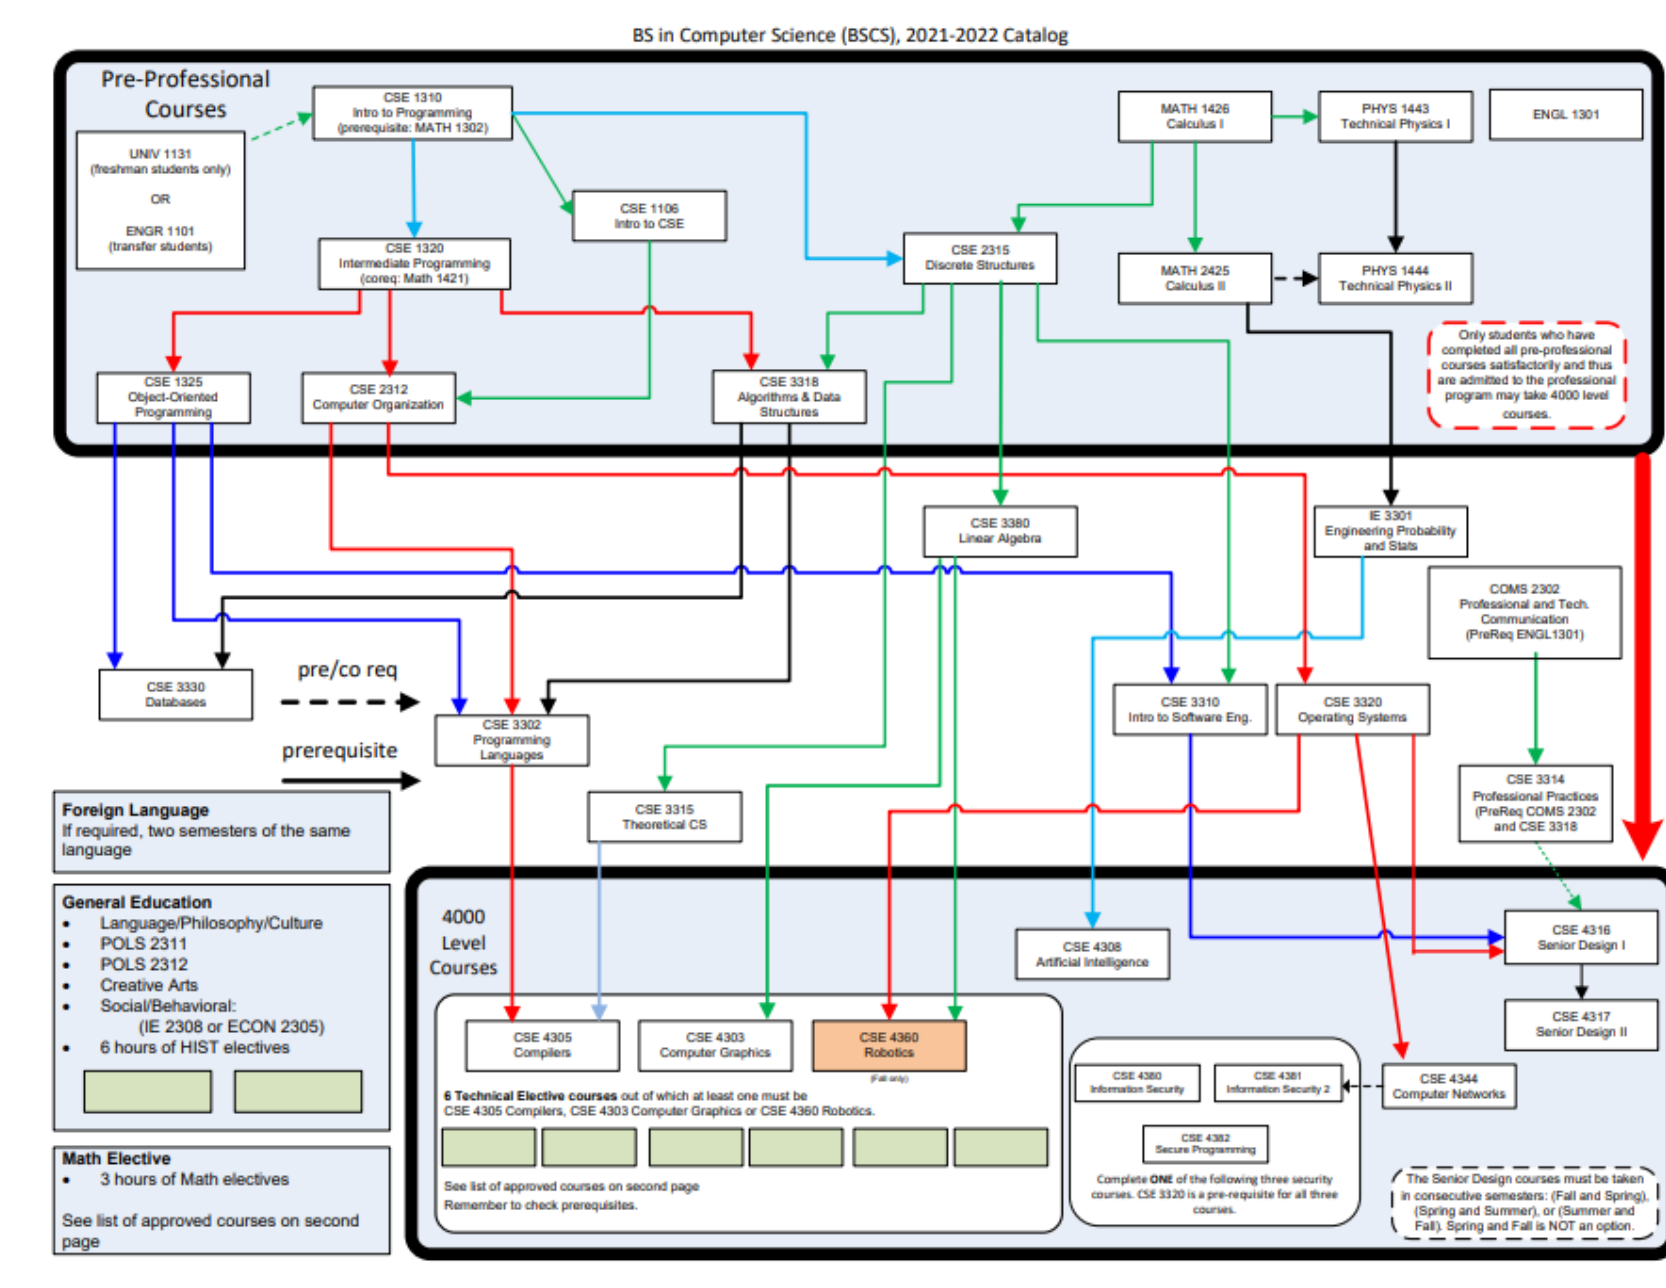 BS in Computer Science (BSCS), 2021-2022 Catalog
Pre-Professional
Courses
CSE 1310
Intro to Programming
(prerequisite: MATH 1302)
MATH 1426
Calculus I
PHYS 1443
Technical Physics I
ENGL 1301
UNIV 1131
(freshman students only)
OR
ENGR 1101
(transfer students)
CSE 1106
Intro to CSE
CSE 1320
Intermediate Programming
(coreq: Math 1421)
CSE 2315
Discrete Structures
MATH 2425
Calculus II
PHYS 1444
Technical Physics II
Only students who have
completed all pre-professional
courses satisfactorily and thus
are admitted to the professional
program may take 4000 level
courses.
CSE 1325
Object-Oriented
Programming
CSE 2312
Computer Organization
CSE 3318
Algorithms & Data
Structures
CSE 3380
Linear Algebra
IE 3301
Engineering Probability
and Stats
COMS 2302
Professional and Tech.
Communication
(PreReq ENGL1301)
CSE 3330
Databases
pre/co req
prerequisite
CSE 3302
Programming
Languages
CSE 3310
Intro to Software Eng.
CSE 3320
Operating Systems
CSE 3315
Theoretical CS
CSE 3314
Professional Practices
(PreReq COMS 2302
and CSE 3318
Foreign Language
If required, two semesters of the same
language
General Education
• Language/Philosophy/Culture
• POLS 2311
• POLS 2312
• Creative Arts
• Social/Behavioral:
(IE 2308 or ECON 2305)
• 6 hours of HIST electives
Math Elective
• 3 hours of Math electives
See list of approved courses on second
page
4000
Level
Courses
CSE 4308
Artificial Intelligence
CSE 4316
Senior Design I
CSE 4317
Senior Design II
CSE 4305
Compilers
CSE 4303
Computer Graphics
CSE 4360
Robotics
(Fall only)
6 Technical Elective courses out of which at least one must be
CSE 4305 Compilers, CSE 4303 Computer Graphics or CSE 4360 Robotics.
See list of approved courses on second page
Remember to check prerequisites.
CSE 4380
Information Security
CSE 4381
Information Security 2
CSE 4344
Computer Networks
CSE 4382
Secure Programming
Complete ONE of the following three security
courses. CSE 3320 is a pre-requisite for all three
courses.
The Senior Design courses must be taken
in consecutive semesters: (Fall and Spring),
(Spring and Summer), or (Summer and
Fall). Spring and Fall is NOT an option.